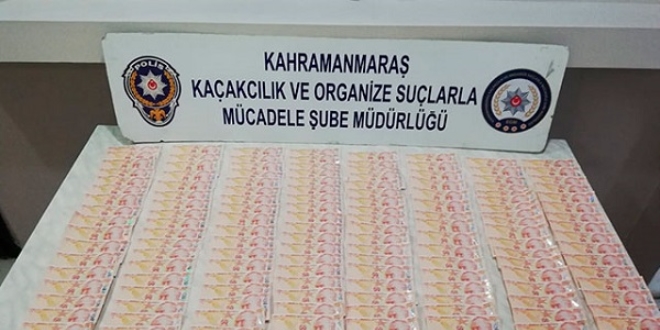 POLİS
KAHRAMANMARAŞ
KAÇAKCILIK VE ORGANİZE SUÇLARLA
MÜCADELE ŞUBE MÜDÜRLÜĞÜ